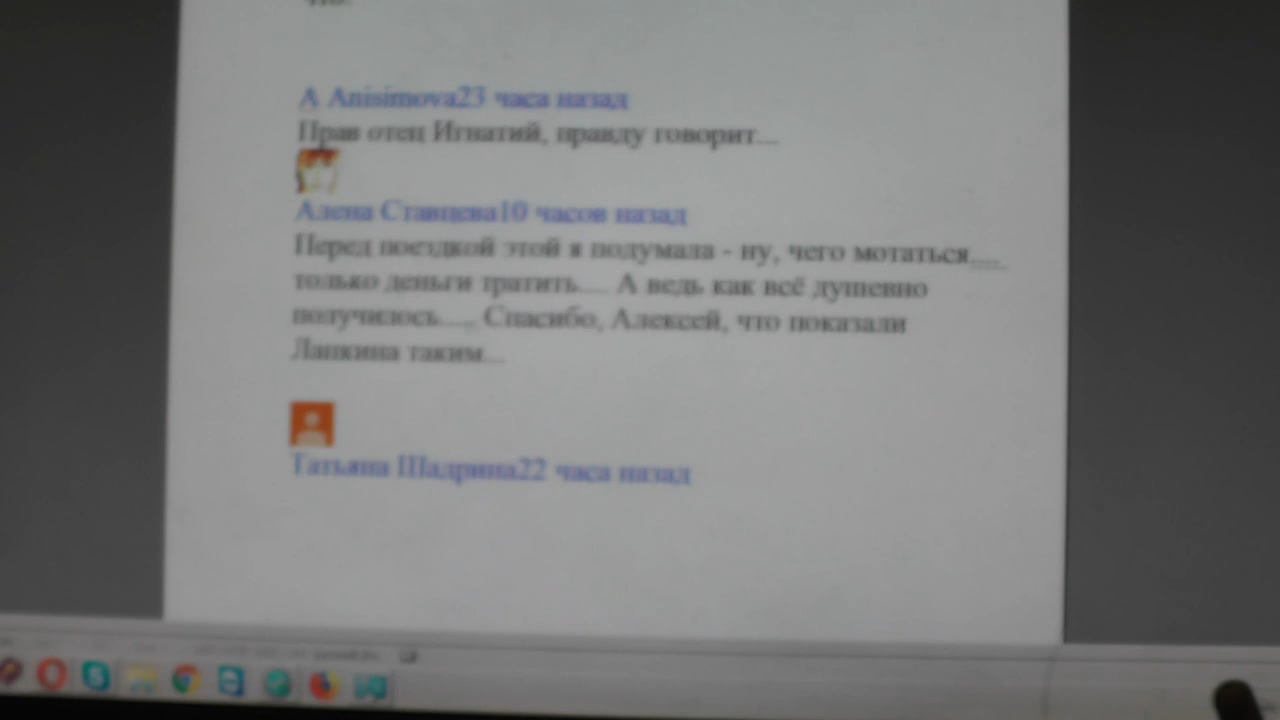 A Anisimova23 часа назад
Прав отец Игнатий, правду говорит...
Алена Ставцева10 часов назад
Перед поездкой этой я подумала - ну, чего мотаться....
только деньги тратить.... А ведь как всё душевно
получилось..... Спасибо, Алексей, что показали
Лапкина таким...
Татьяна Шадрина22 часа назад